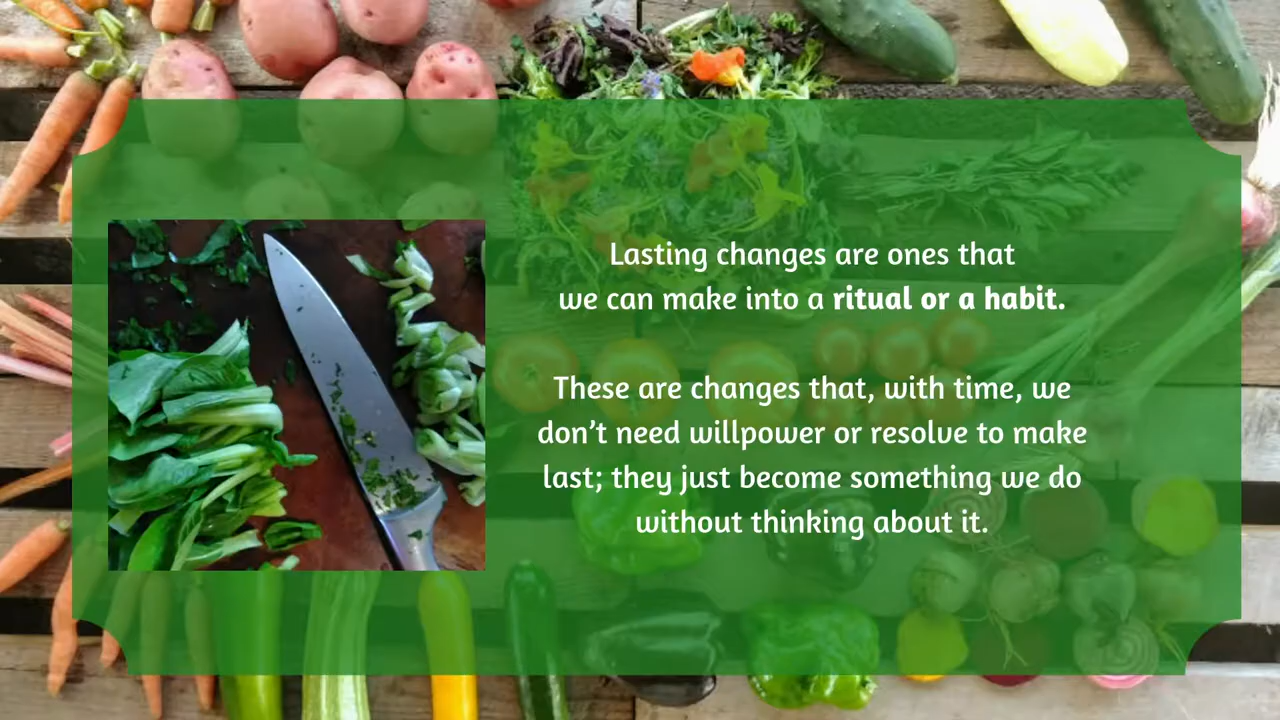 Lasting changes are ones that
we can make into a ritual or a habit.
These are changes that, with time, we
don’t need willpower or resolve to make
last; they just become something we do
without thinking about it.